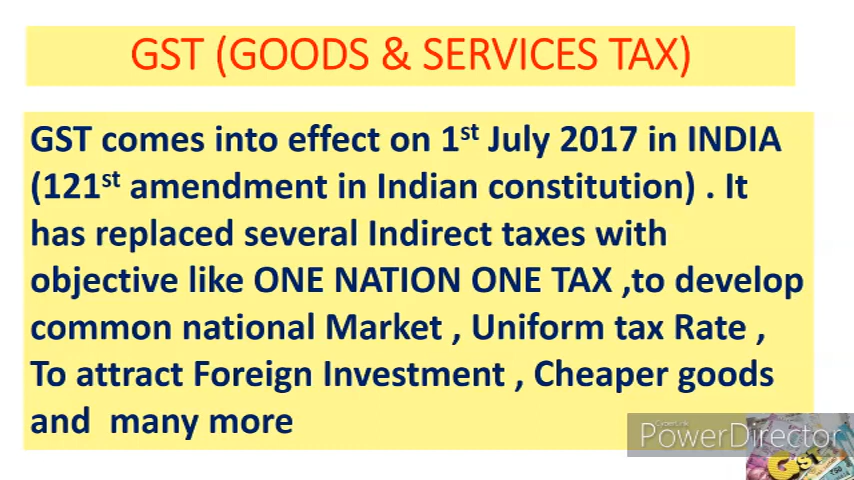 GST (GOODS & SERVICES TAX)
GST comes into effect on 1st July 2017 in INDIA
(121st amendment in Indian constitution) . It
has replaced several Indirect taxes with
objective like ONE NATION ONE TAX ,to develop
common national Market , Uniform tax Rate ,
To attract Foreign Investment , Cheaper goods
and many more
CyberLink
PowerDirector
GST